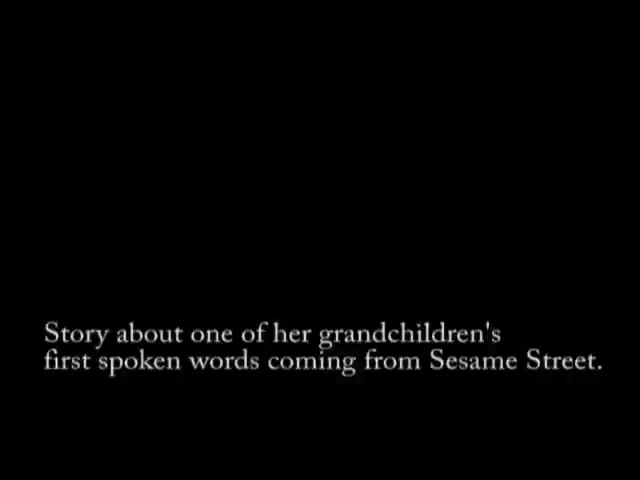 Story about one of her grandchildren's
first spoken words coming from Sesame Street.